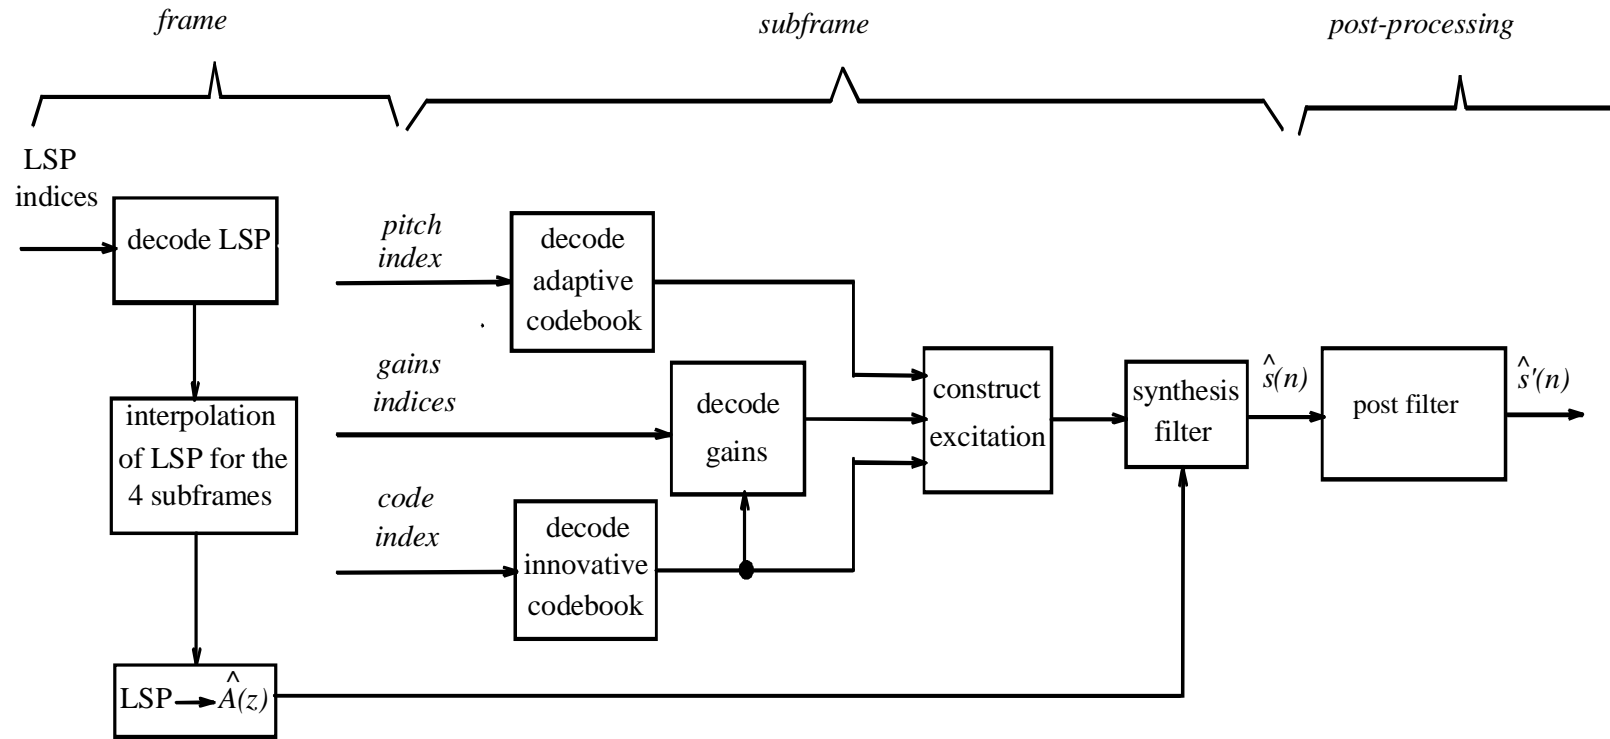 frame
subframe
post-processing
LSP
indices
decode LSP
interpolation
of LSP for the
4 subframes
LSP → Â(z)
pitch
index
decode
adaptive
codebook
gains
indices
decode
gains
code
index
decode
innovative
codebook
construct
excitation
synthesis
filter
ŝ(n)
post filter
ŝ'(n)